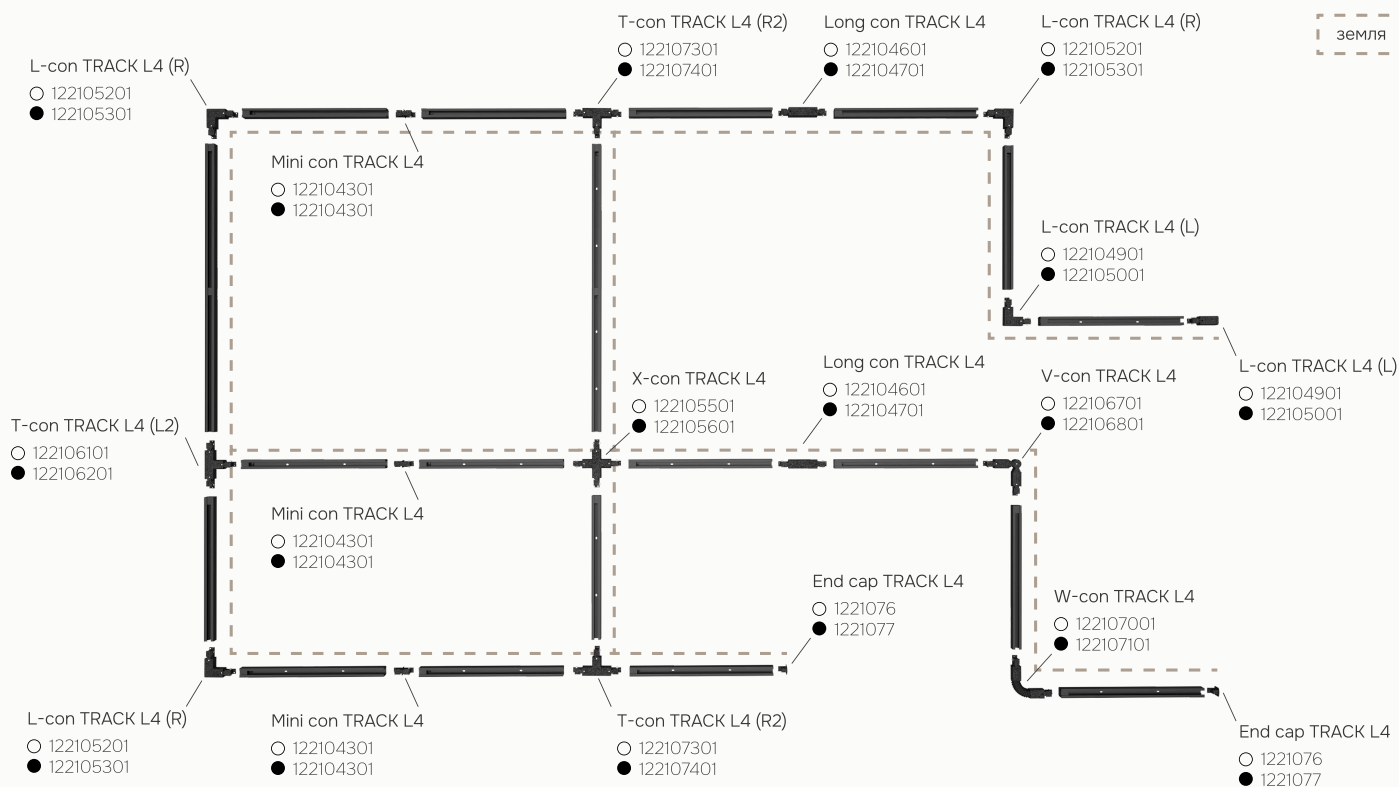 T-con TRACK L4 (R2)
122107301
122107401
Long con TRACK L4
122104601
122104701
L-con TRACK L4 (R)
122105201
122105301
земля
L-con TRACK L4 (R)
122105201
122105301
Mini con TRACK L4
122104301
122104301
L-con TRACK L4 (L)
122104901
122105001
L-con TRACK L4 (L)
122104901
122105001
Long con TRACK L4
122104601
122104701
X-con TRACK L4
122105501
122105601
V-con TRACK L4
122106701
122106801
T-con TRACK L4 (L2)
122106101
122106201
Mini con TRACK L4
122104301
122104301
End cap TRACK L4
1221076
1221077
W-con TRACK L4
122107001
122107101
L-con TRACK L4 (R)
122105201
122105301
Mini con TRACK L4
122104301
122104301
T-con TRACK L4 (R2)
122107301
122107401
End cap TRACK L4
1221076
1221077